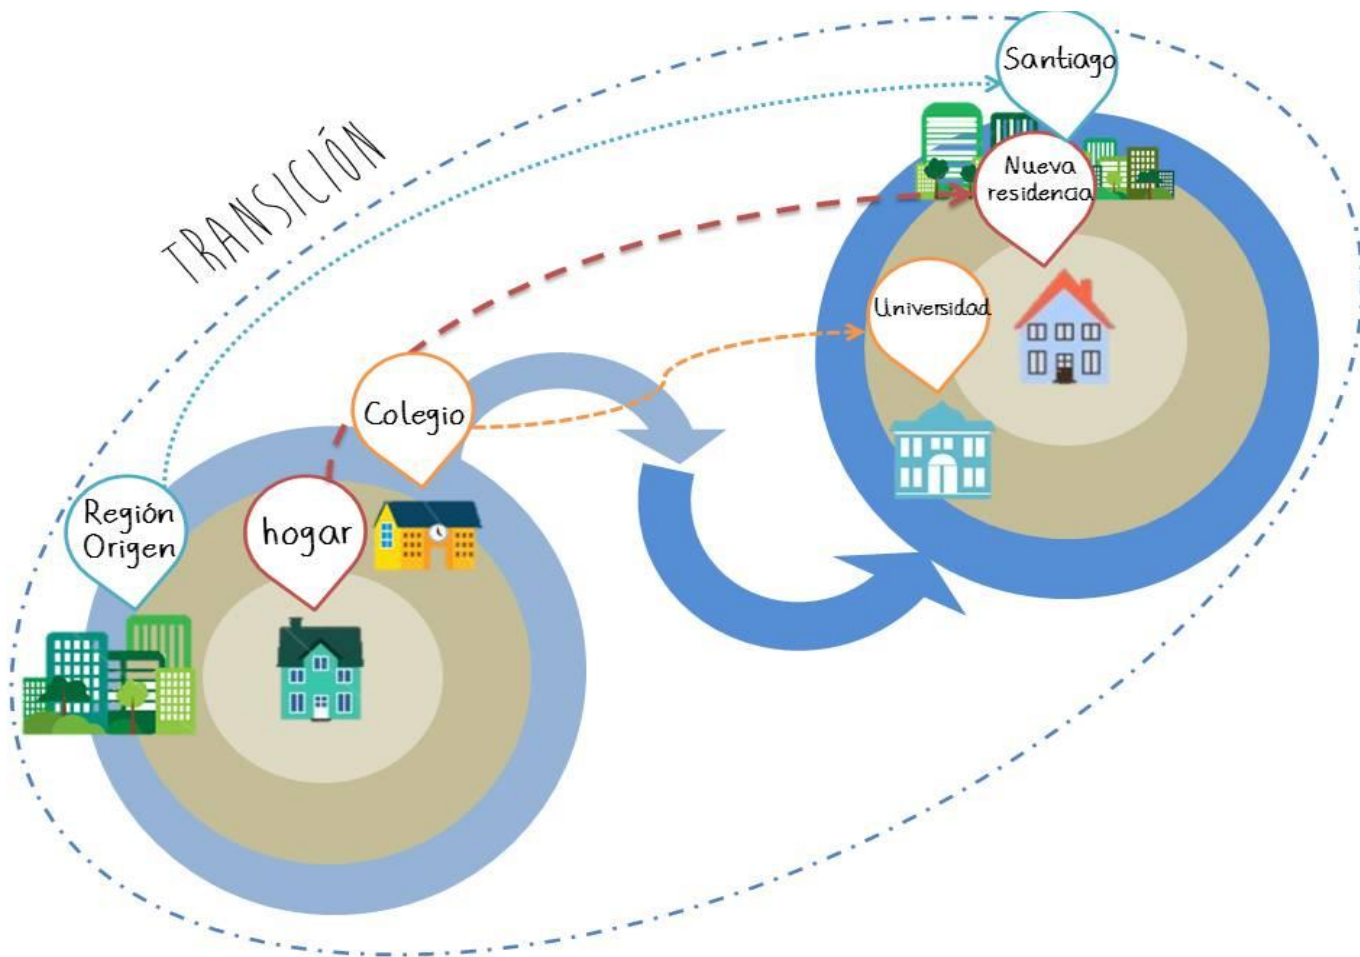 TRANSICIÓN
Santiago
Nueva
residencia
Universidad
Colegio
Región
Origen
hogar